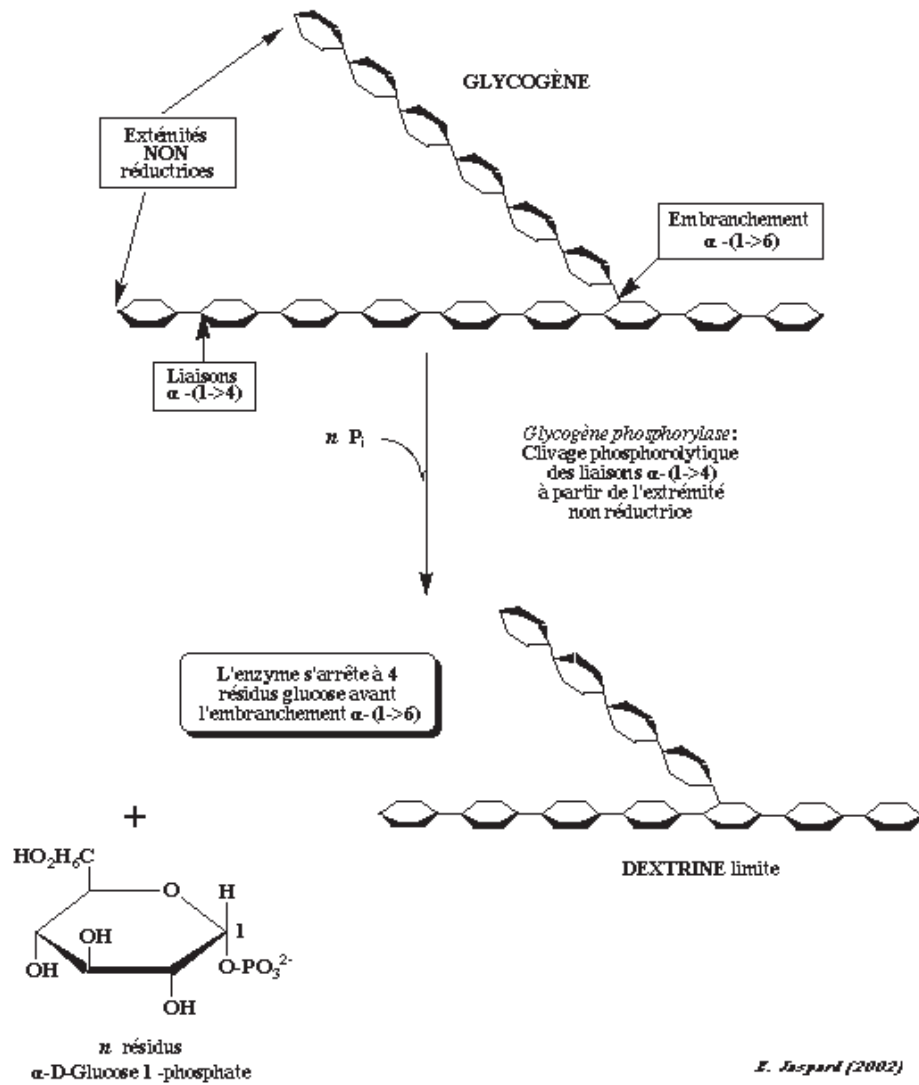 GLYCOGÈNE
Extémités
NON
réductrices
Embranchement
α -(1->6)
Liaisons
α -(1->4)
n Pi
Glycogène phosphorylase:
Clivage phosphorolytique
des liaisons α-(1->4)
à partir de l'extrémité
non réductrice
L'enzyme s'arrête à 4
résidus glucose avant
l'embranchement α-(1->6)
+
DEXTRINE limite
HO₂H₆C
O
H
1
OH
OH
O-PO₃²⁻
OH
n résidus
α-D-Glucose 1 -phosphate
E. Jaspard (2002)